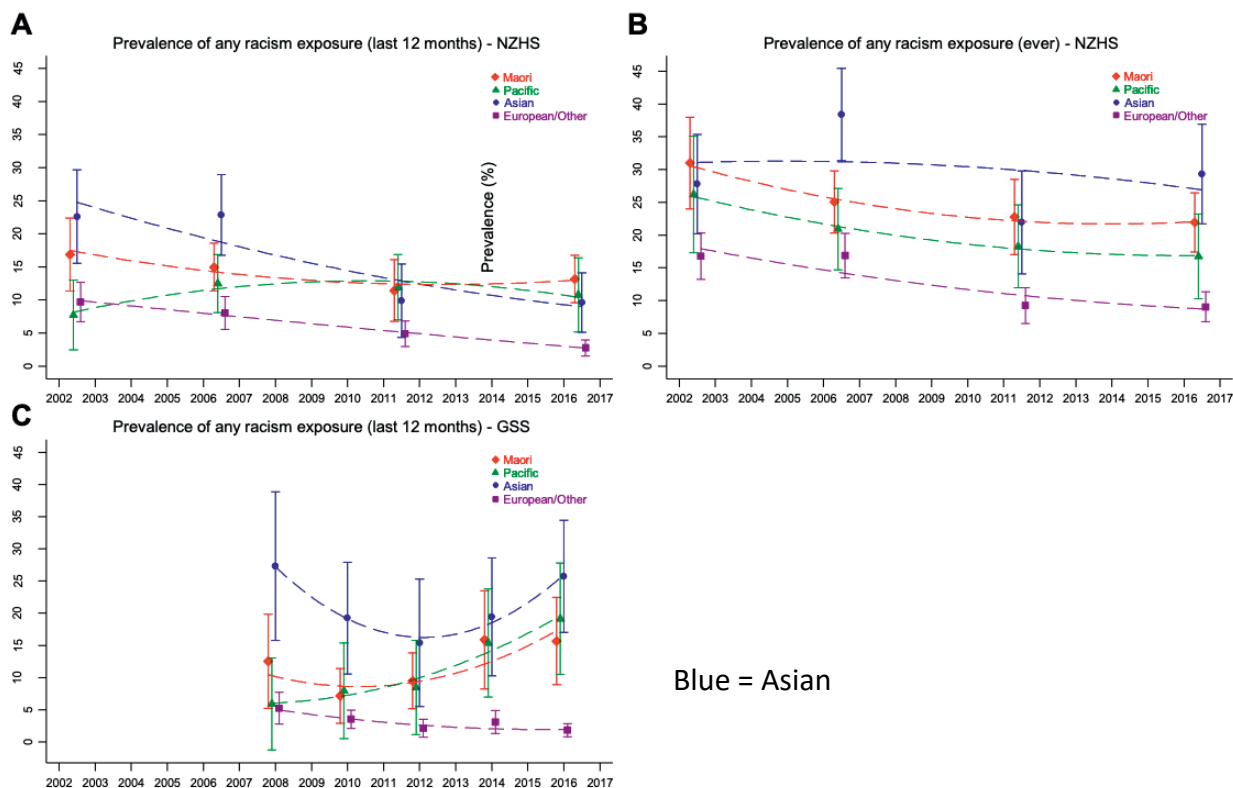 A
Prevalence of any racism exposure (last 12 months) - NZHS
Maori
Pacific
Asian
European/Other
45
40
35
30
25
20
15
10
5
0
2002 2003 2004 2005 2006 2007 2010 2011 2012 2013 2014 2015 2016 2017
Prevalence (%)
B
Prevalence of any racism exposure (ever) - NZHS
Maori
Pacific
Asian
European/Other
45
40
35
30
25
20
15
10
5
0
2002 2003 2004 2005 2006 2007 2008 2009 2010 2011 2012 2013 2014 2015 2016 2017
C
Prevalence of any racism exposure (last 12 months) - GSS
Maori
Pacific
Asian
European/Other
45
40
35
30
25
20
15
10
5
0
2002 2003 2004 2005 2006 2007 2008 2009 2010 2011 2012 2013 2014 2015 2016 2017
Blue = Asian